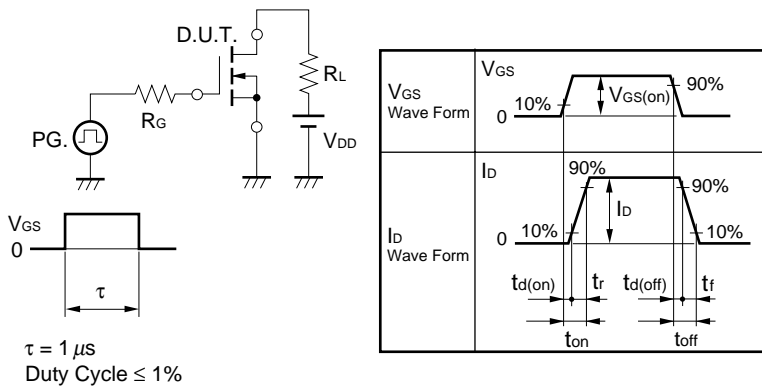 D.U.T.
RL
RG
PG.
VDD
VGS
0
τ
τ = 1 μs
Duty Cycle ≤ 1%
VGS
Wave Form
VGS
10%
0
VGS(on)
90%
ID
Wave Form
ID
90%
90%
ID
0
10%
10%
td(on) tr td(off) tf
ton toff